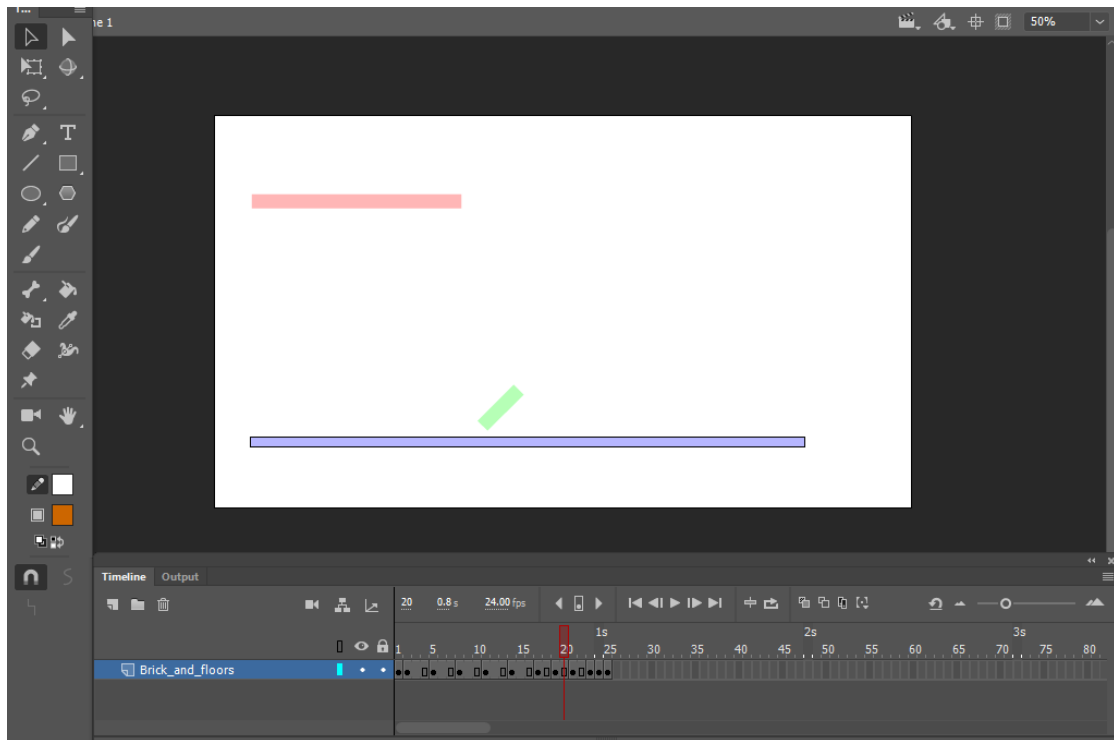 T...
ne 1
50%
T
Timeline Output
20 0.8 s 24.00 fps
1s 2s 3s
1 5 10 15 20 25 30 35 40 45 50 55 60 65 70 75 80
Brick_and_floors